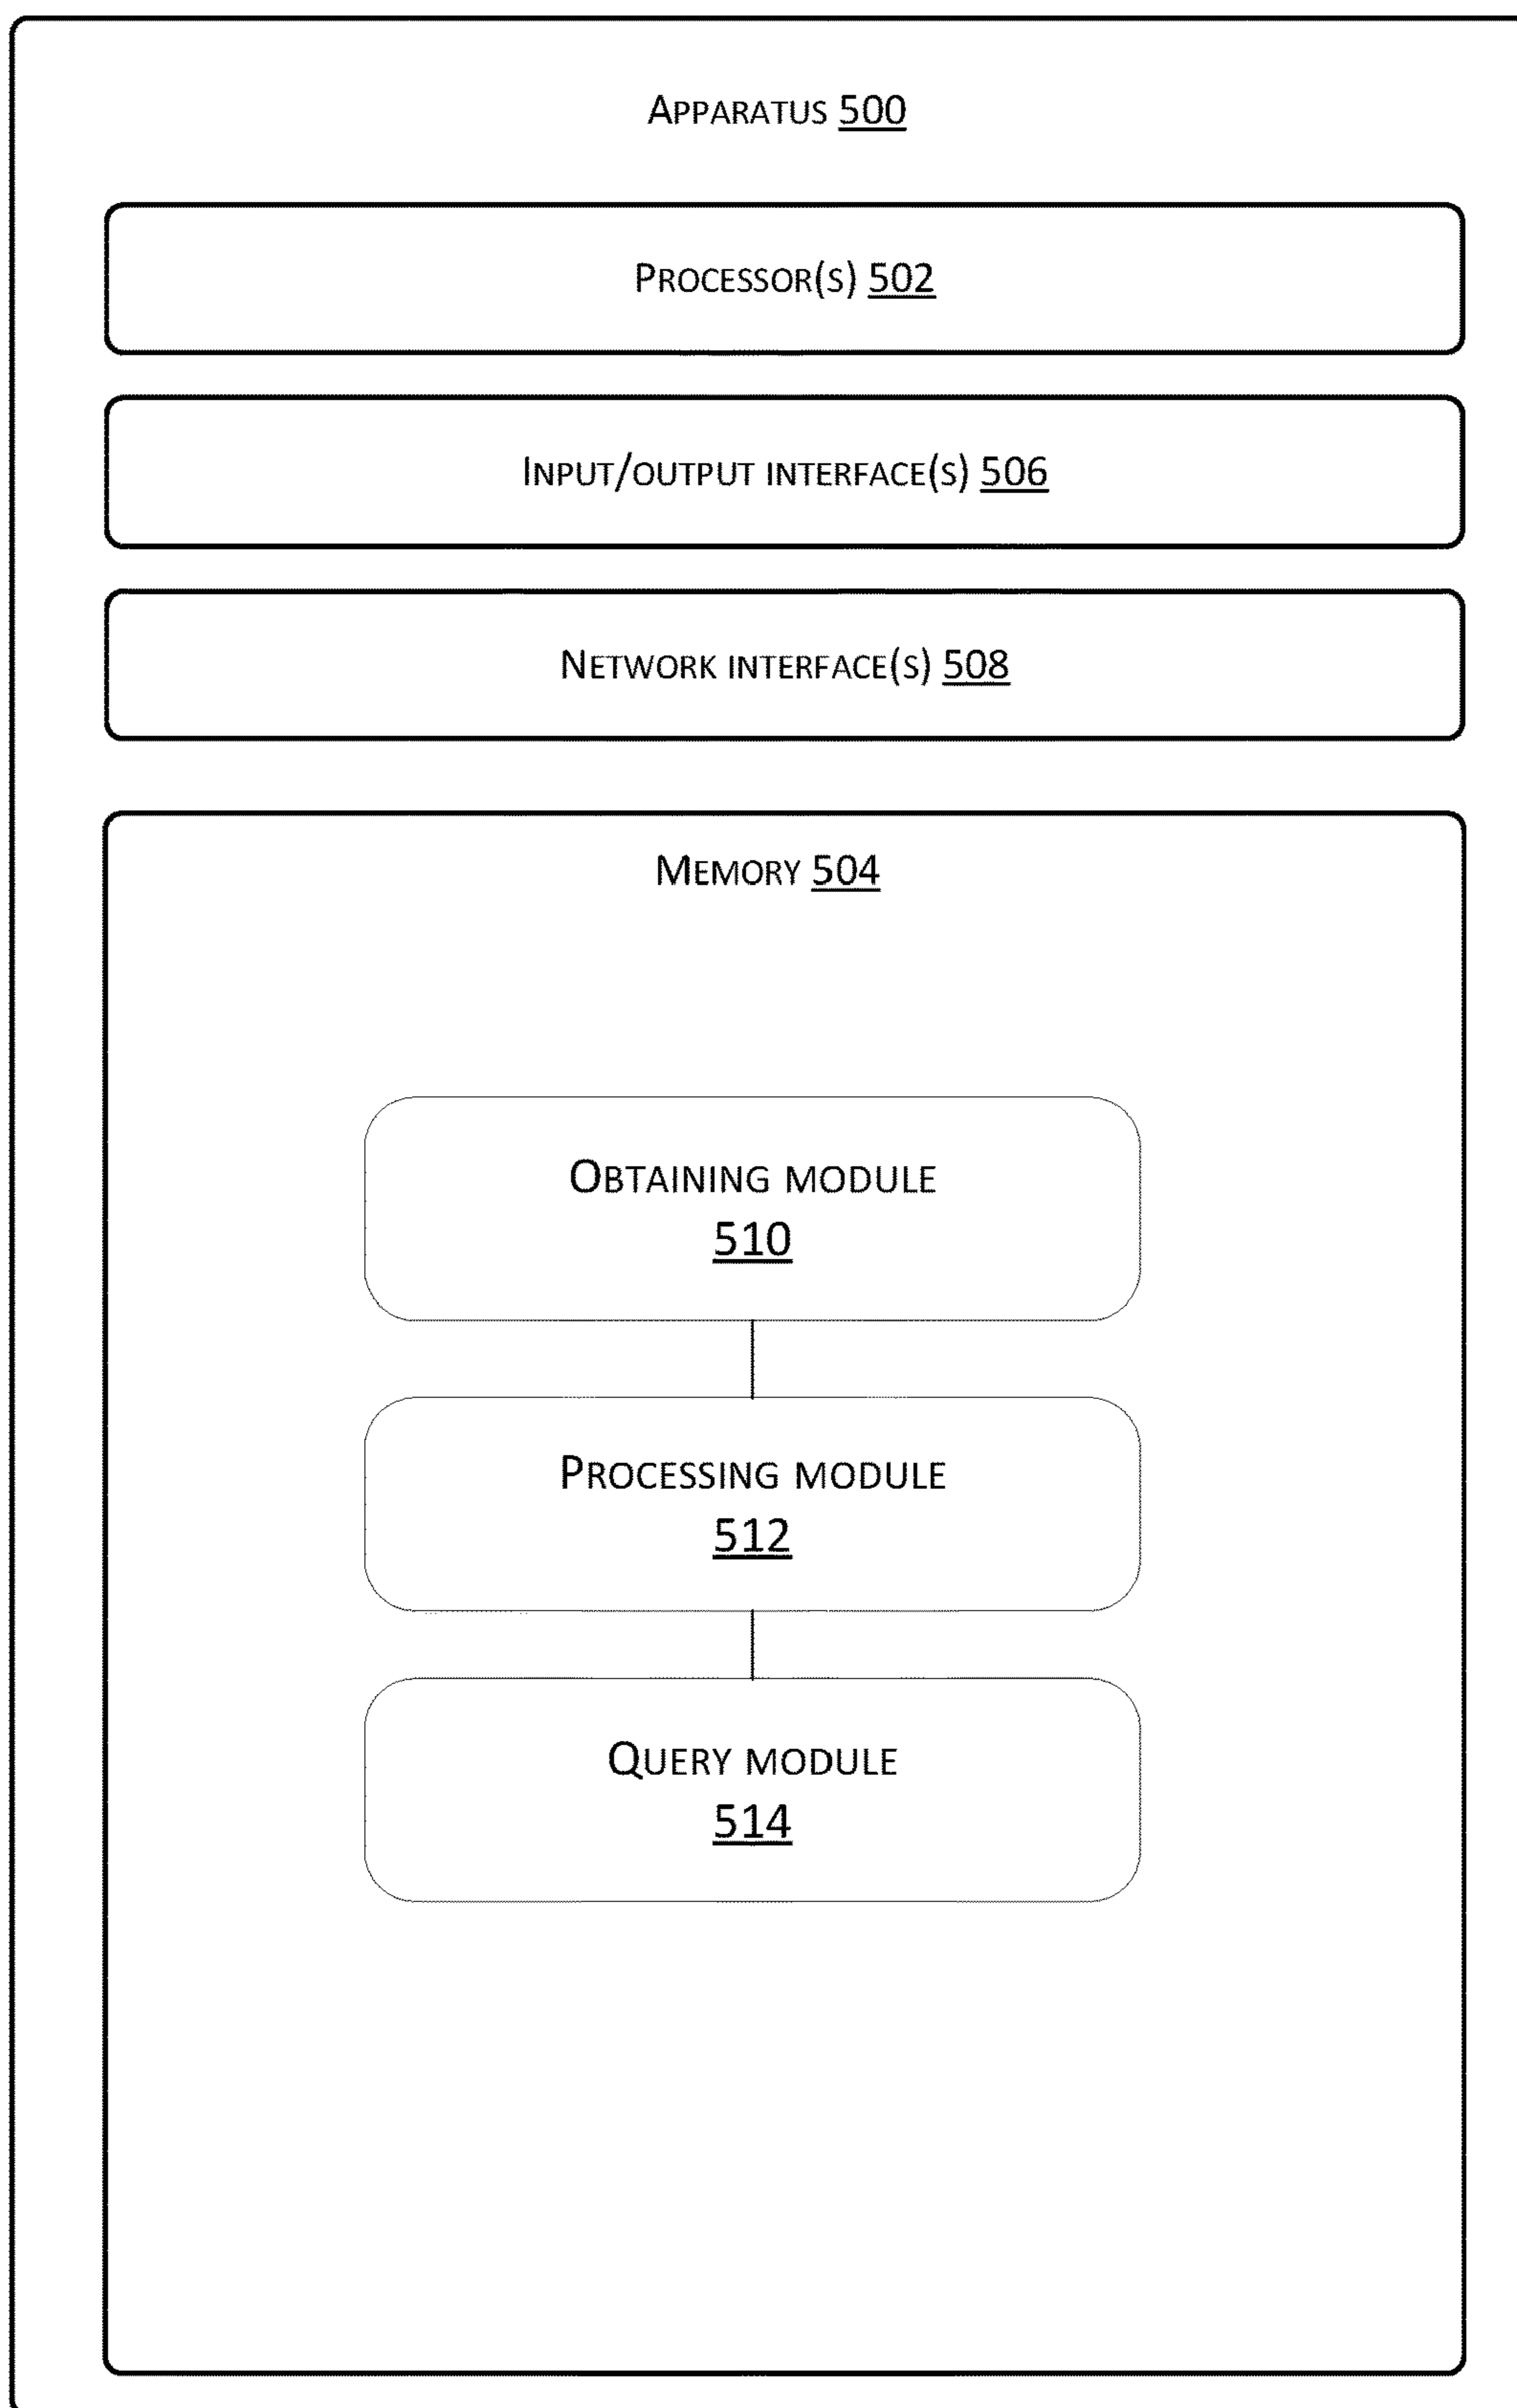 APPARATUS 500
PROCESSOR(S) 502
INPUT/OUTPUT INTERFACE(S) 506
NETWORK INTERFACE(S) 508
MEMORY 504
OBTAINING MODULE
510
PROCESSING MODULE
512
QUERY MODULE
514